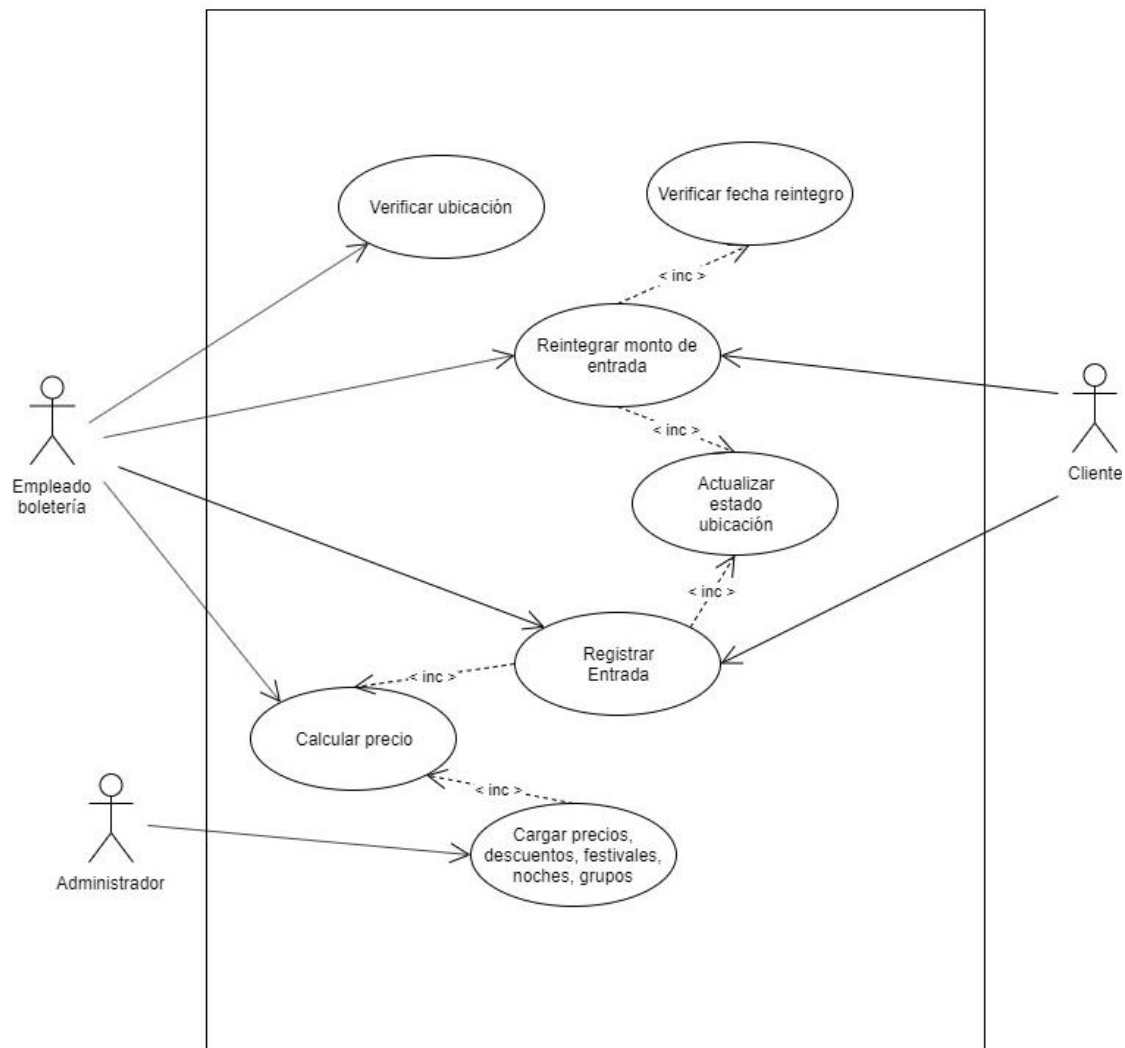 Verificar ubicación
Verificar fecha reintegro
< inc >
Reintegrar monto de
entrada
< inc >
Empleado
boletería
Cliente
Actualizar
estado
ubicación
< inc >
Registrar
Entrada
< inc >
Calcular precio
< inc >
Cargar precios,
descuentos, festivales,
noches, grupos
Administrador